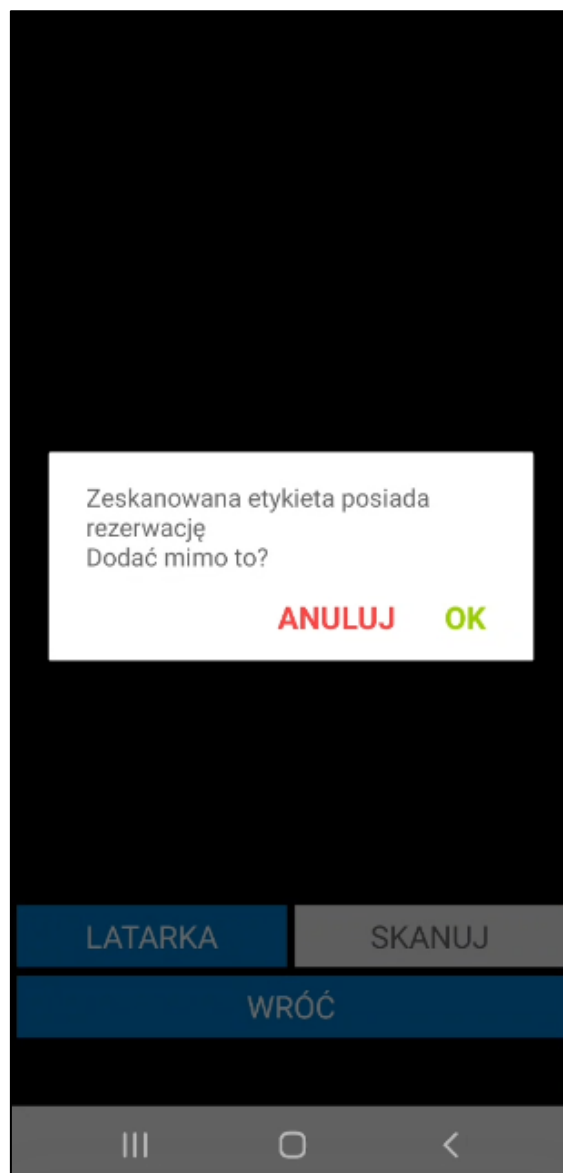 Zeskanowana etykieta posiada
rezerwację
Dodać mimo to?
ANULUJ OK
LATARKA SKANUJ
WRÓĆ